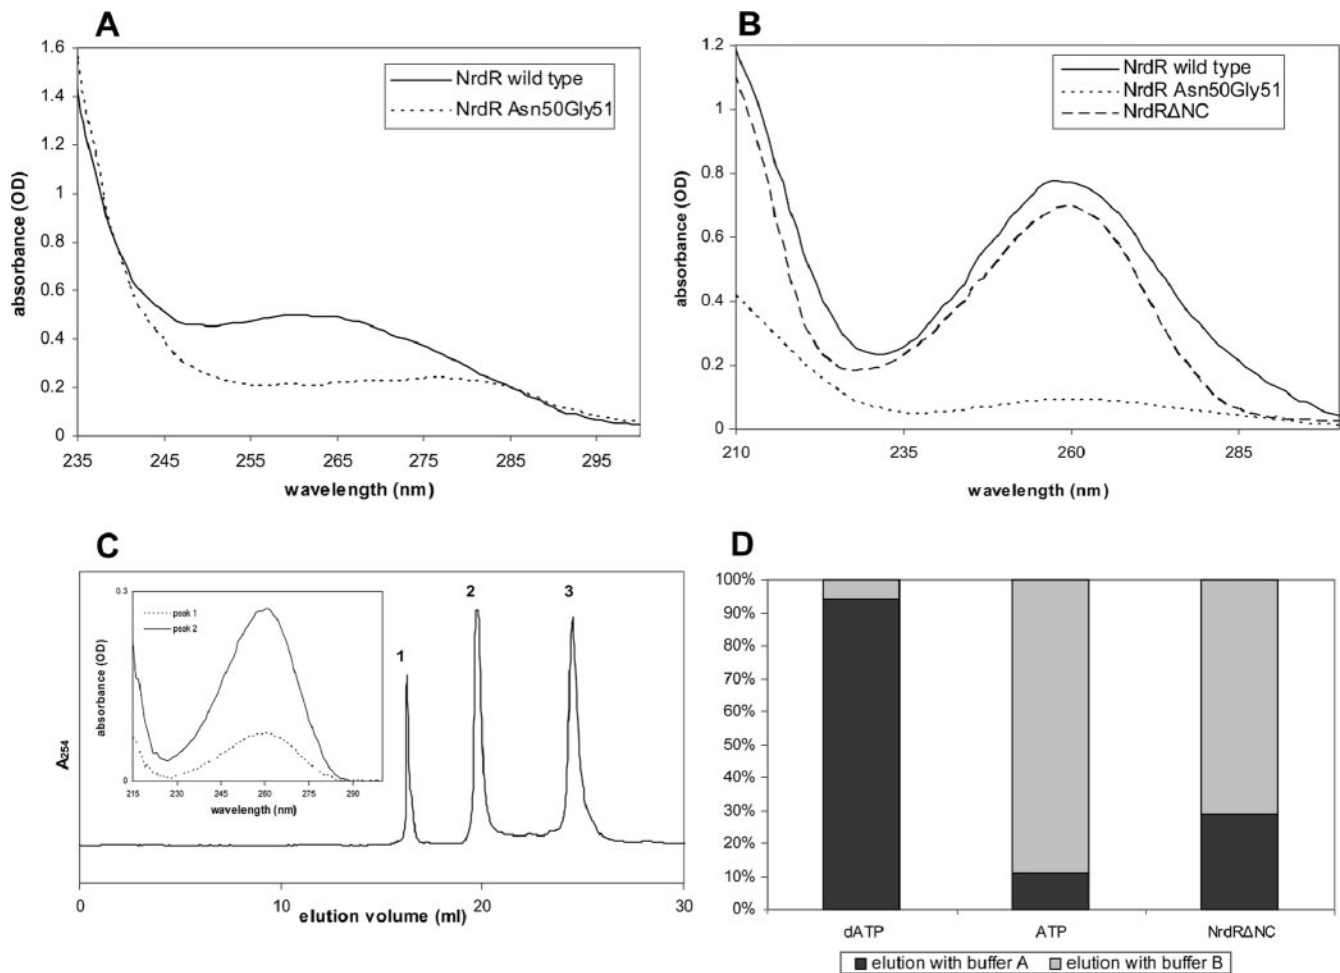 A
1.6
1.4
1.2
1
0.8
0.6
0.4
0.2
0
absorbance (OD)
NrdR wild type
NrdR Asn50Gly51
235 245 255 265 275 285 295
wavelength (nm)
B
1.2
1
0.8
0.6
0.4
0.2
0
absorbance (OD)
NrdR wild type
NrdR Asn50Gly51
NrdRΔNC
210 235 260 285
wavelength (nm)
C
A254
1
2
3
0.3
0
absorbance (OD)
peak 1
peak 2
215 230 245 260 275 290
wavelength (nm)
0 10 20 30
elution volume (ml)
D
100%
90%
80%
70%
60%
50%
40%
30%
20%
10%
0%
dATP ATP NrdRΔNC
elution with buffer A elution with buffer B